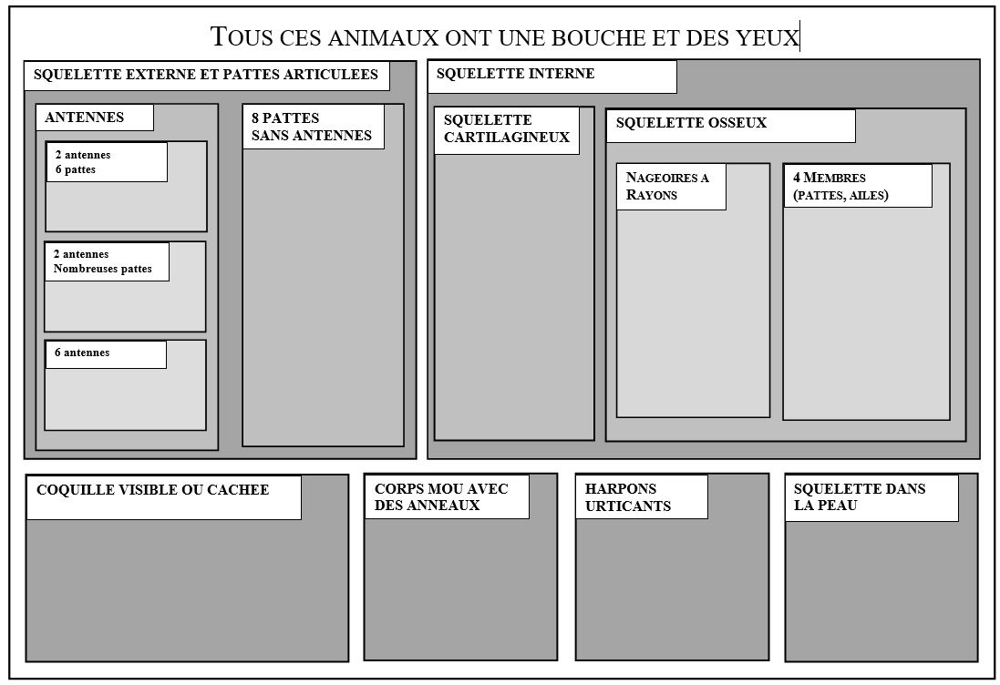 TOUS CES ANIMAUX ONT UNE BOUCHE ET DES YEUX
SQUELETTE EXTERNE ET PATTES ARTICULEES
ANTENNES
2 antennes
6 pattes
2 antennes
Nombreuses pattes
6 antennes
8 PATTES
SANS ANTENNES
SQUELETTE INTERNE
SQUELETTE
CARTILAGINEUX
SQUELETTE OSSEUX
NAGEOIRES A
RAYONS
4 MEMBRES
(PATTES, AILES)
COQUILLE VISIBLE OU CACHEE
CORPS MOU AVEC
DES ANNEAUX
HARPONS
URTICANTS
SQUELETTE DANS
LA PEAU